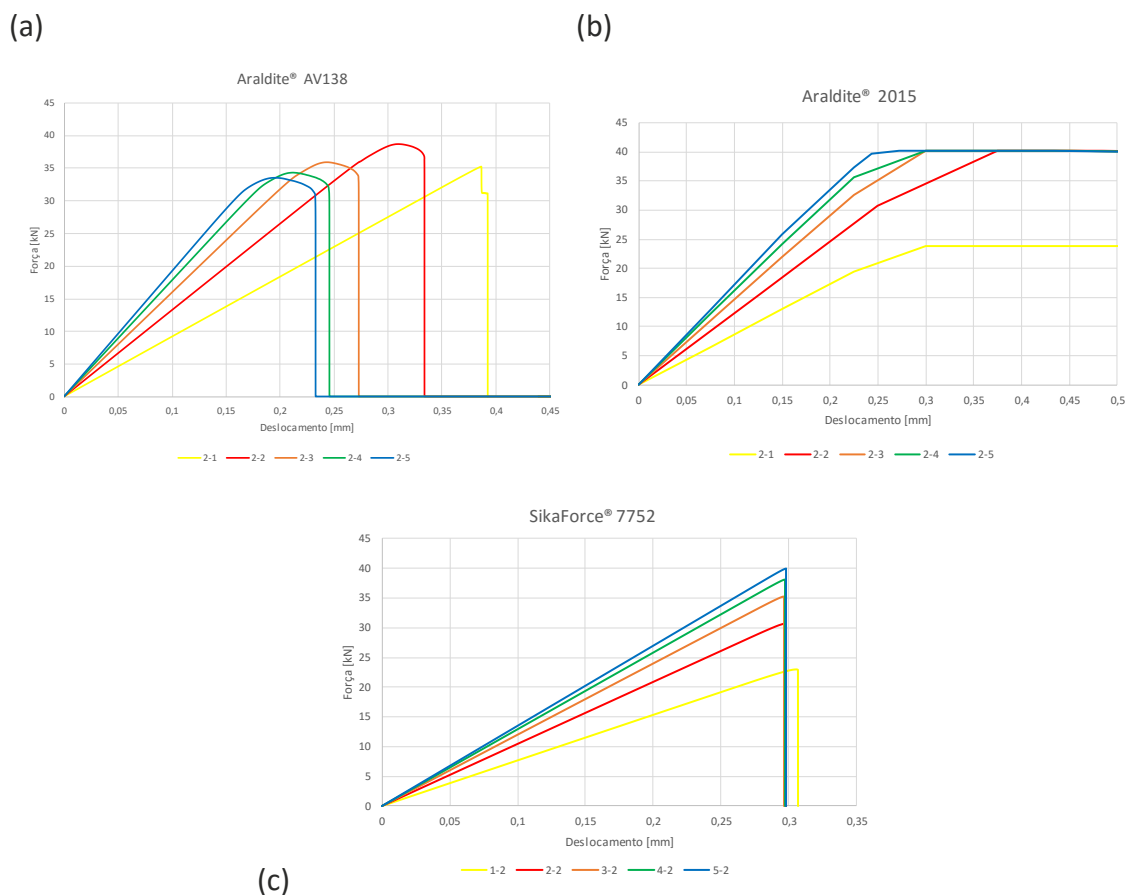 (a)
Araldite® AV138
Força [kN]
45
40
35
30
25
20
15
10
5
0
0 0,05 0,1 0,15 0,2 0,25 0,3 0,35 0,4 0,45
Deslocamento [mm]
2-1 2-2 2-3 2-4 2-5
(b)
Araldite® 2015
Força [kN]
45
40
35
30
25
20
15
10
5
0
0 0,05 0,1 0,15 0,2 0,25 0,3 0,35 0,4 0,45 0,5
Deslocamento [mm]
2-1 2-2 2-3 2-4 2-5
SikaForce® 7752
Força [kN]
45
40
35
30
25
20
15
10
5
0
0 0,05 0,1 0,15 0,2 0,25 0,3 0,35
Deslocamento [mm]
1-2 2-2 3-2 4-2 5-2
(c)